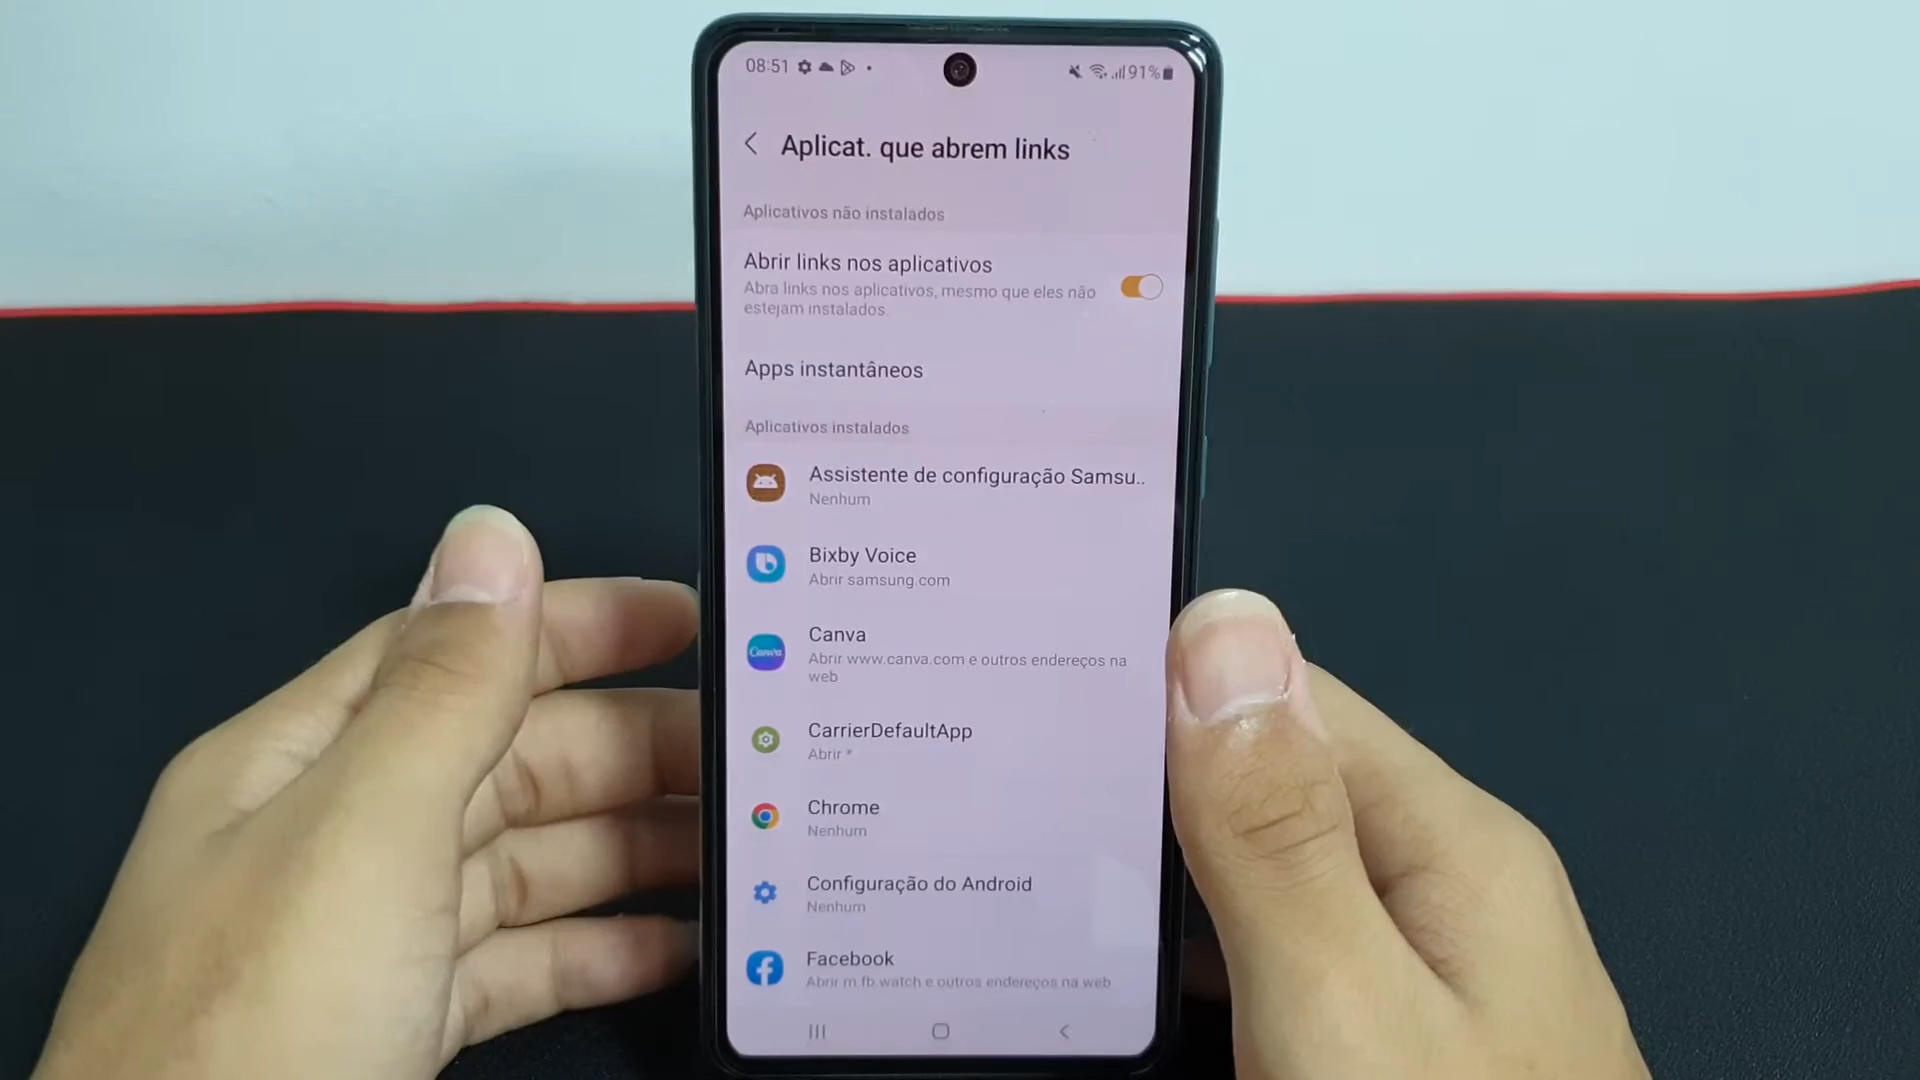 08:51
91%
Aplicat. que abrem links
Aplicativos não instalados
Abrir links nos aplicativos
Abra links nos aplicativos, mesmo que eles não
estejam instalados.
Apps instantâneos
Aplicativos instalados
Assistente de configuração Samsu..
Nenhum
Bixby Voice
Abrir samsung.com
Canva
Canva
Abrir www.canva.com e outros endereços na
web
CarrierDefaultApp
Abrir *
Chrome
Nenhum
Configuração do Android
Nenhum
Facebook
Abrir m.fb.watch e outros endereços na web